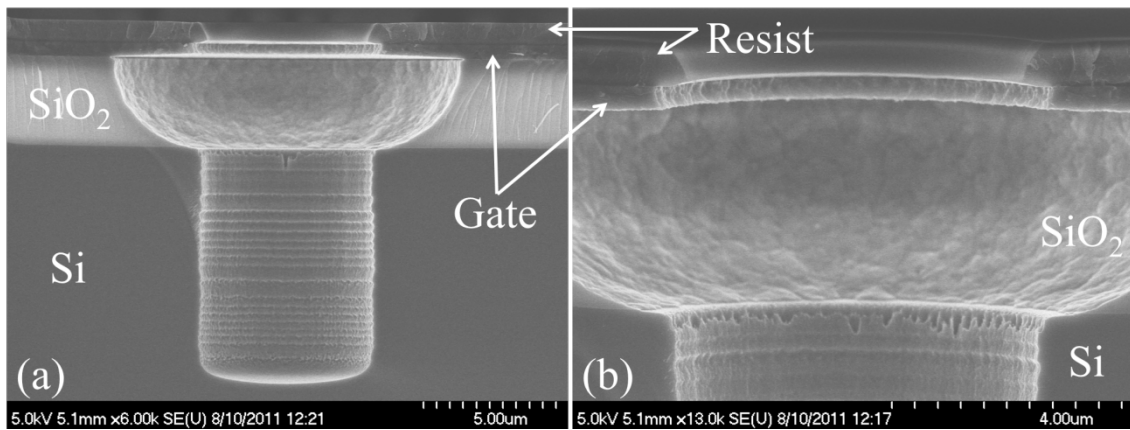 Resist
SiO₂
Gate
SiO₂
Si
Si
(a)
(b)
5.0kV 5.1mm x6.00k SE(U) 8/10/2011 12:21
5.00um
5.0kV 5.1mm x13.0k SE(U) 8/10/2011 12:17
4.00um